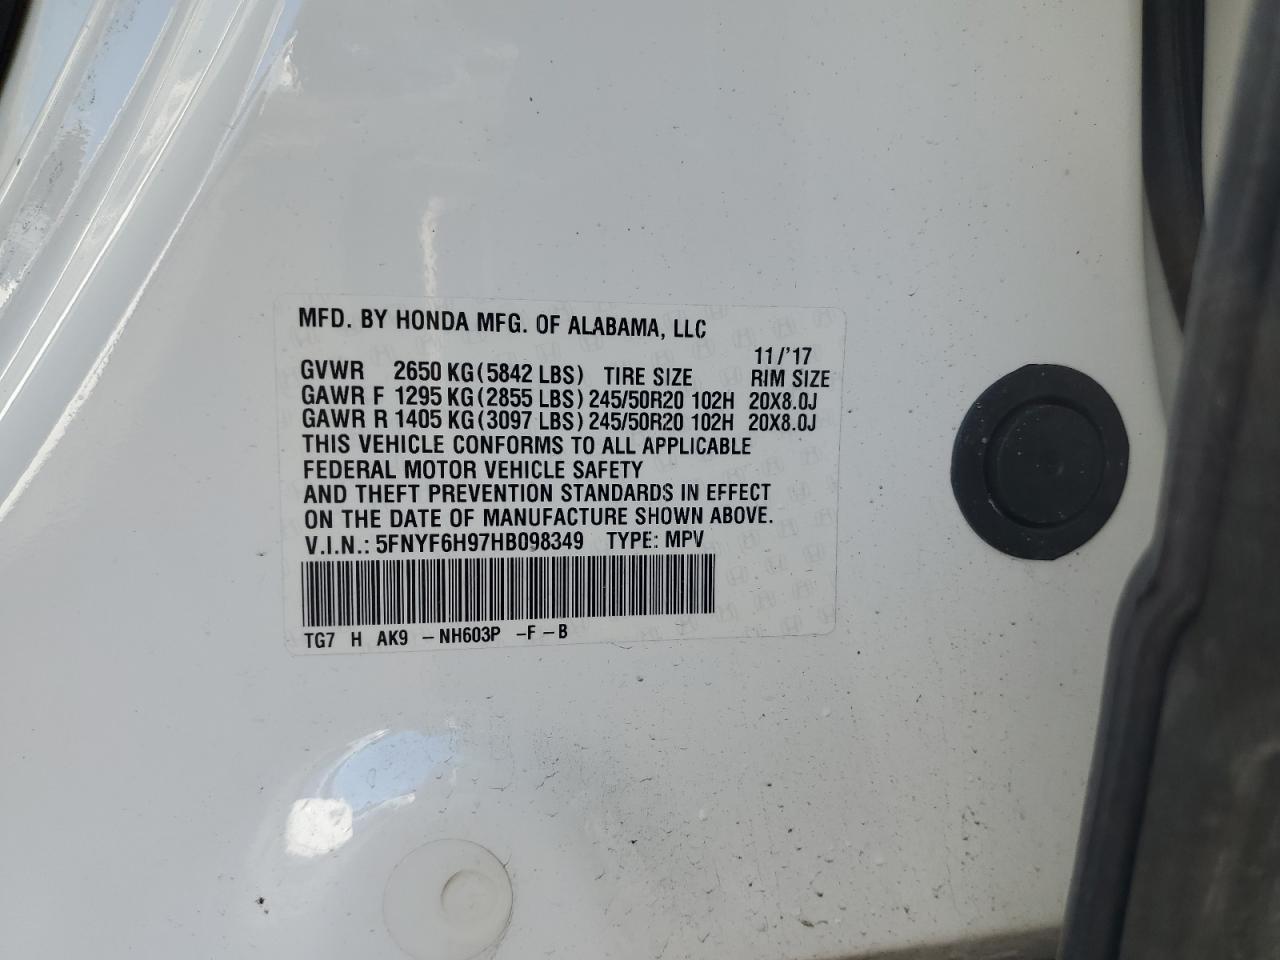 MFD. BY HONDA MFG. OF ALABAMA, LLC
11/'17
GVWR 2650 KG(5842 LBS) TIRE SIZE RIM SIZE
GAWR F 1295 KG(2855 LBS)245/50R20 102H 20X8.0J
GAWR R 1405 KG(3097 LBS)245/50R20 102H 20X8.0J
THIS VEHICLE CONFORMS TO ALL APPLICABLE
FEDERAL MOTOR VEHICLE SAFETY
AND THEFT PREVENTION STANDARDS IN EFFECT
ON THE DATE OF MANUFACTURE SHOWN ABOVE.
V.I.N.: 5FNYF6H97HB098349 TYPE: MPV
TG7 H AK9 -NH603P -F-B